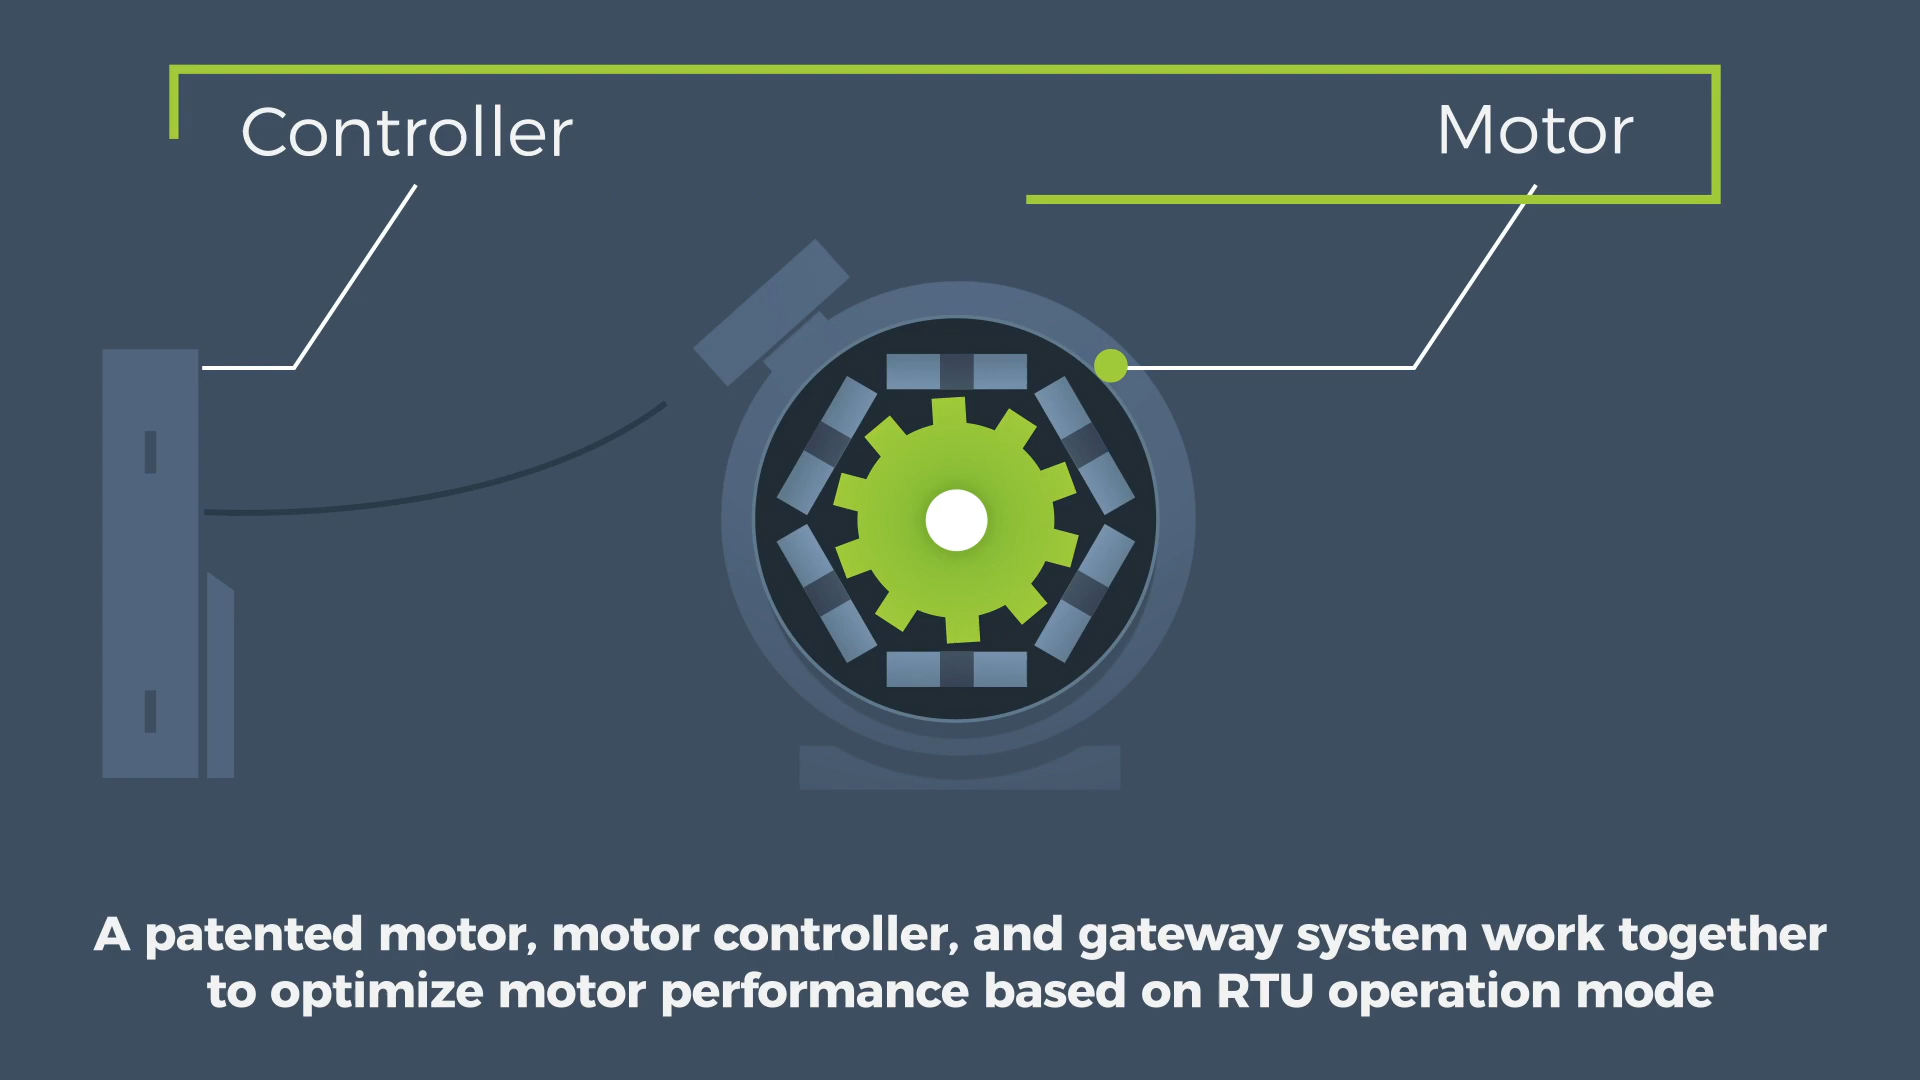 Controller
Motor
A patented motor, motor controller, and gateway system work together
to optimize motor performance based on RTU operation mode